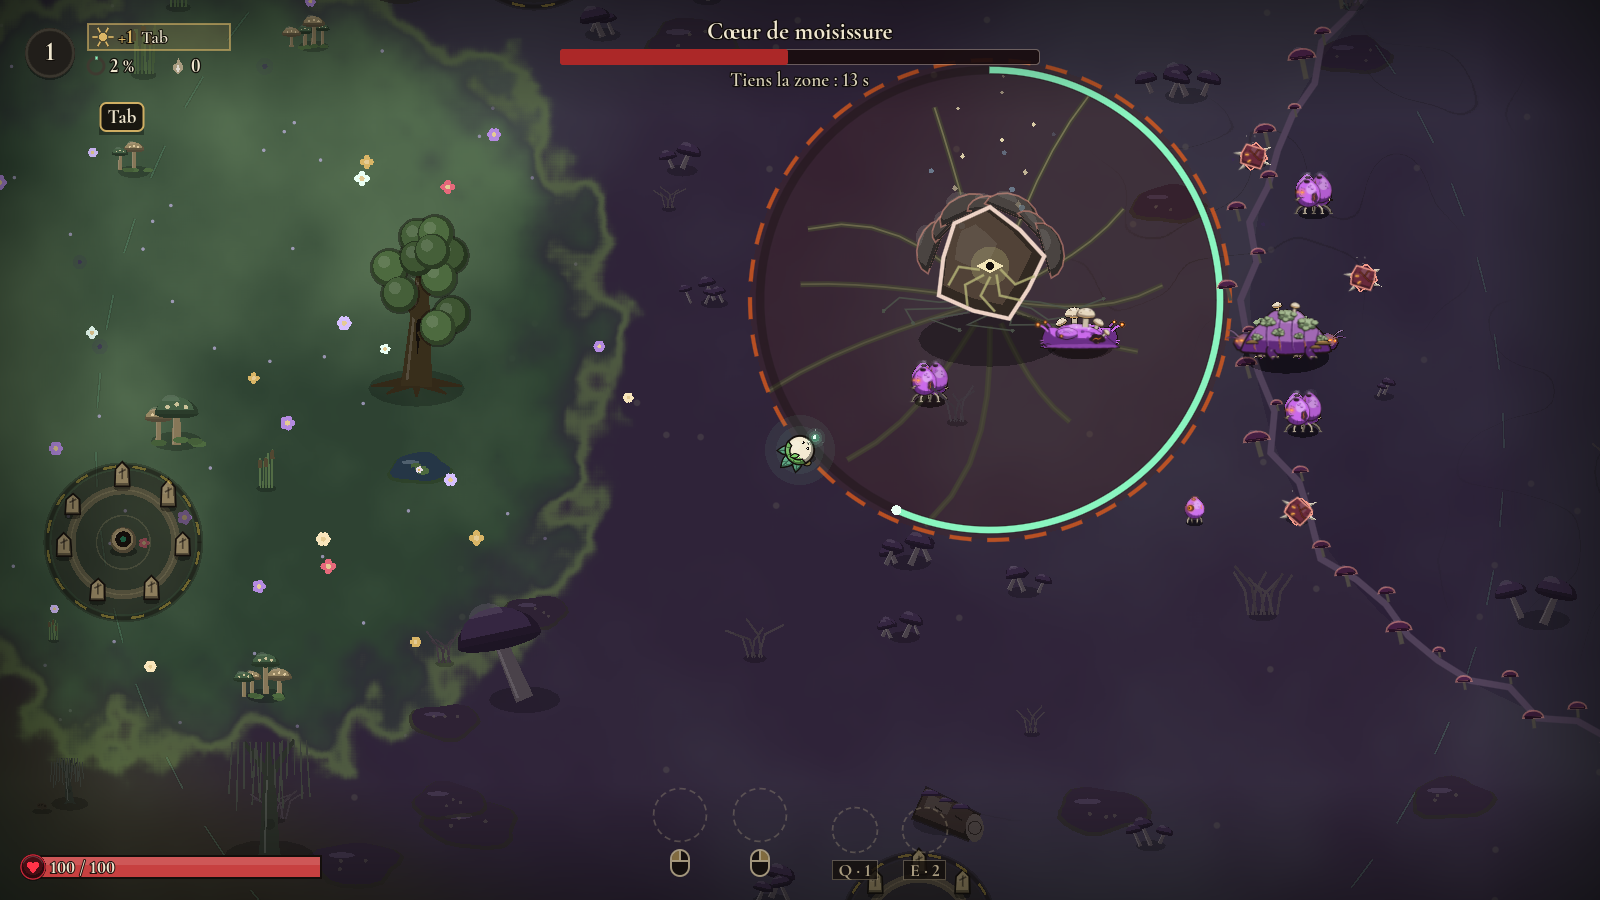 Cœur de moisissure
Tiens la zone : 13 s
1
+1 Tab
2 %
0
Tab
100 / 100
Q · 1
E · 2